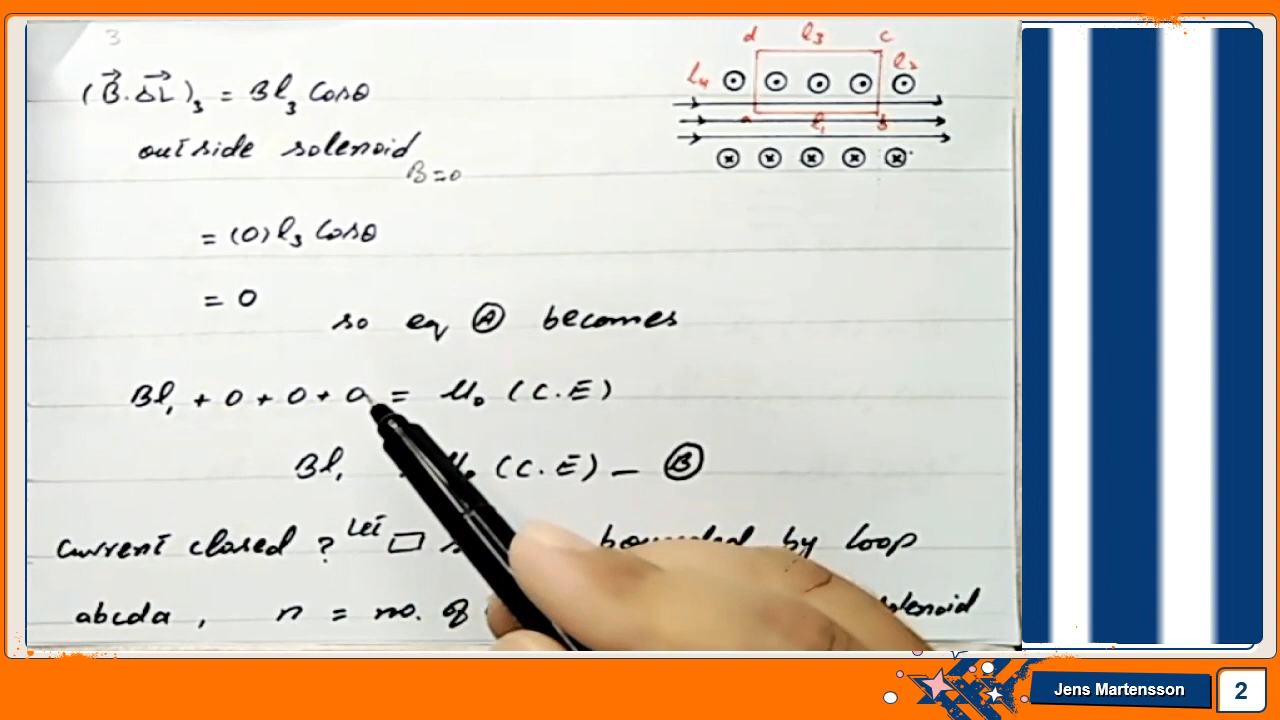 3
(B⃗.ΔL⃗)₃ = Bl₃ Cosθ
outside solenoid
B=0
= (0) l₃ Cosθ
= 0
so eq Ⓐ becomes
Bl₁ + 0 + 0 + 0 = μ₀ (C.E)
Bl₁ μ₀ (C.E) — Ⓑ
Current closed ? Let □ bounded by loop
abcda , n = no. of solenoid
d l₃ c
l₄ l₂
a l₁ b
Jens Martensson
2